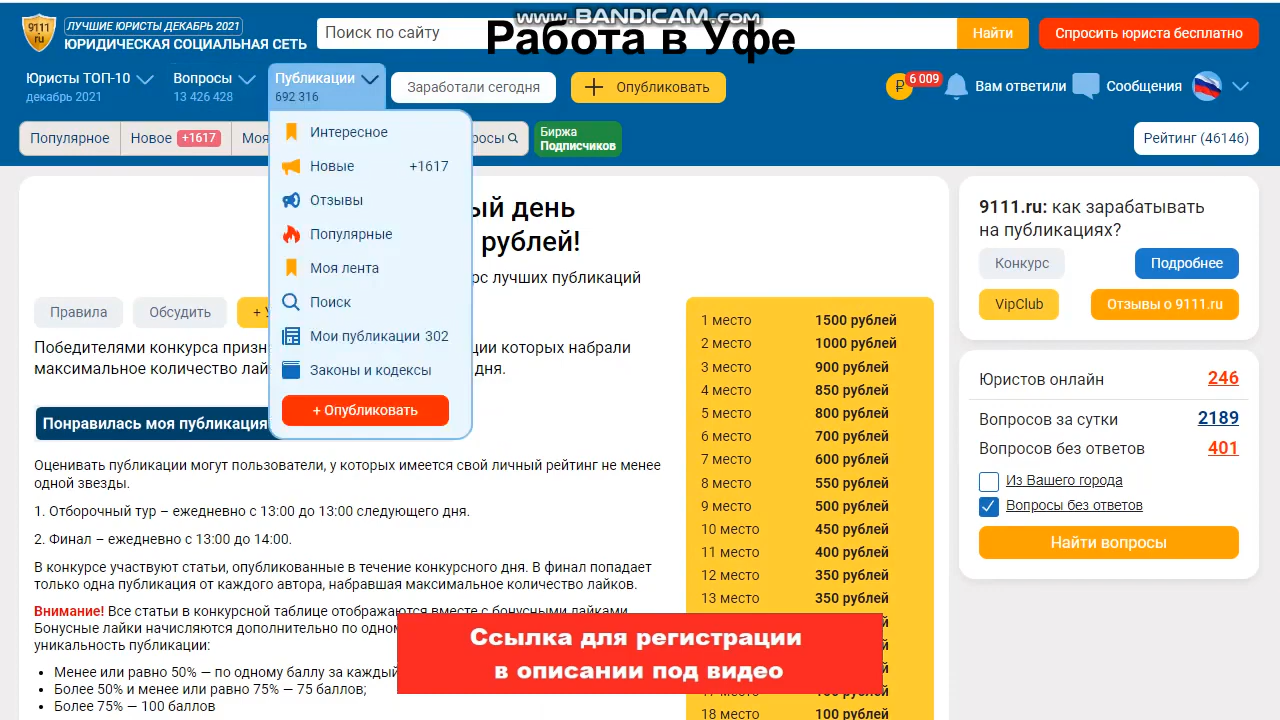 www.BANDICAM.com
Работа в Уфе
9111
ru
ЛУЧШИЕ ЮРИСТЫ ДЕКАБРЬ 2021
ЮРИДИЧЕСКАЯ СОЦИАЛЬНАЯ СЕТЬ
Поиск по сайту
Найти
Спросить юриста бесплатно
Юристы ТОП-10
декабрь 2021
Вопросы
13 426 428
Публикации
692 316
Заработали сегодня
+ Опубликовать
₽ 6 009
Вам ответили
Сообщения
Популярное
Новое +1617
Моя
росы
Биржа
Подписчиков
Рейтинг (46146)
Интересное
Новые +1617
Отзывы
Популярные
Моя лента
Поиск
Мои публикации 302
Законы и кодексы
+ Опубликовать
ый день
рублей!
рс лучших публикаций
Правила
Обсудить
+ У
Победителями конкурса призн
ции которых набрали
максимальное количество лай
дня.
Понравилась моя публикация
Оценивать публикации могут пользователи, у которых имеется свой личный рейтинг не менее
одной звезды.
1. Отборочный тур – ежедневно с 13:00 до 13:00 следующего дня.
2. Финал – ежедневно с 13:00 до 14:00.
В конкурсе участвуют статьи, опубликованные в течение конкурсного дня. В финал попадает
только одна публикация от каждого автора, набравшая максимальное количество лайков.
Внимание! Все статьи в конкурсной таблице отображаются вместе с бонусными лайками.
Бонусные лайки начисляются дополнительно по одном
уникальность публикации:
• Менее или равно 50% — по одному баллу за каждый
• Более 50% и менее или равно 75% — 75 баллов;
• Более 75% — 100 баллов
1 место 1500 рублей
2 место 1000 рублей
3 место 900 рублей
4 место 850 рублей
5 место 800 рублей
6 место 700 рублей
7 место 600 рублей
8 место 550 рублей
9 место 500 рублей
10 место 450 рублей
11 место 400 рублей
12 место 350 рублей
13 место 350 рублей
18 место 100 рублей
Ссылка для регистрации
в описании под видео
9111.ru: как зарабатывать
на публикациях?
Конкурс
Подробнее
VipClub
Отзывы о 9111.ru
Юристов онлайн 246
Вопросов за сутки 2189
Вопросов без ответов 401
Из Вашего города
Вопросы без ответов
Найти вопросы